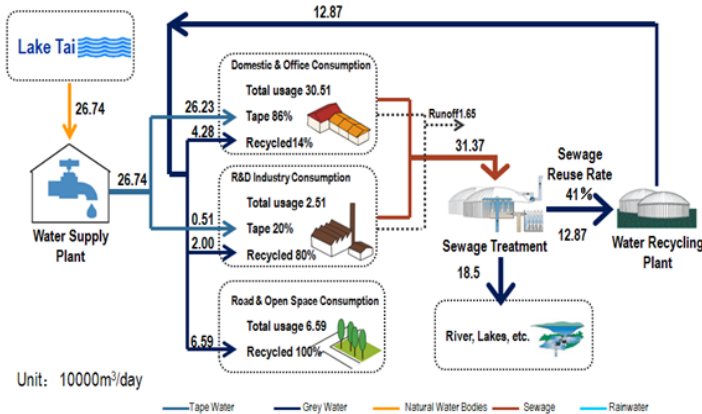 12.87
Lake Tai
26.74
Domestic & Office Consumption
Total usage 30.51
26.23
Tape 86%
4.28
Recycled14%
Runoff1.65
31.37
Sewage
Reuse Rate
41%
26.74
R&D Industry Consumption
Total usage 2.51
0.51
Tape 20%
2.00
Recycled 80%
Water Supply
Plant
Sewage Treatment
12.87
Water Recycling
Plant
18.5
Road & Open Space Consumption
Total usage 6.59
6.59
Recycled 100%
River, Lakes, etc.
Unit: 10000m³/day
Tape Water
Grey Water
Natural Water Bodies
Sewage
Rainwater